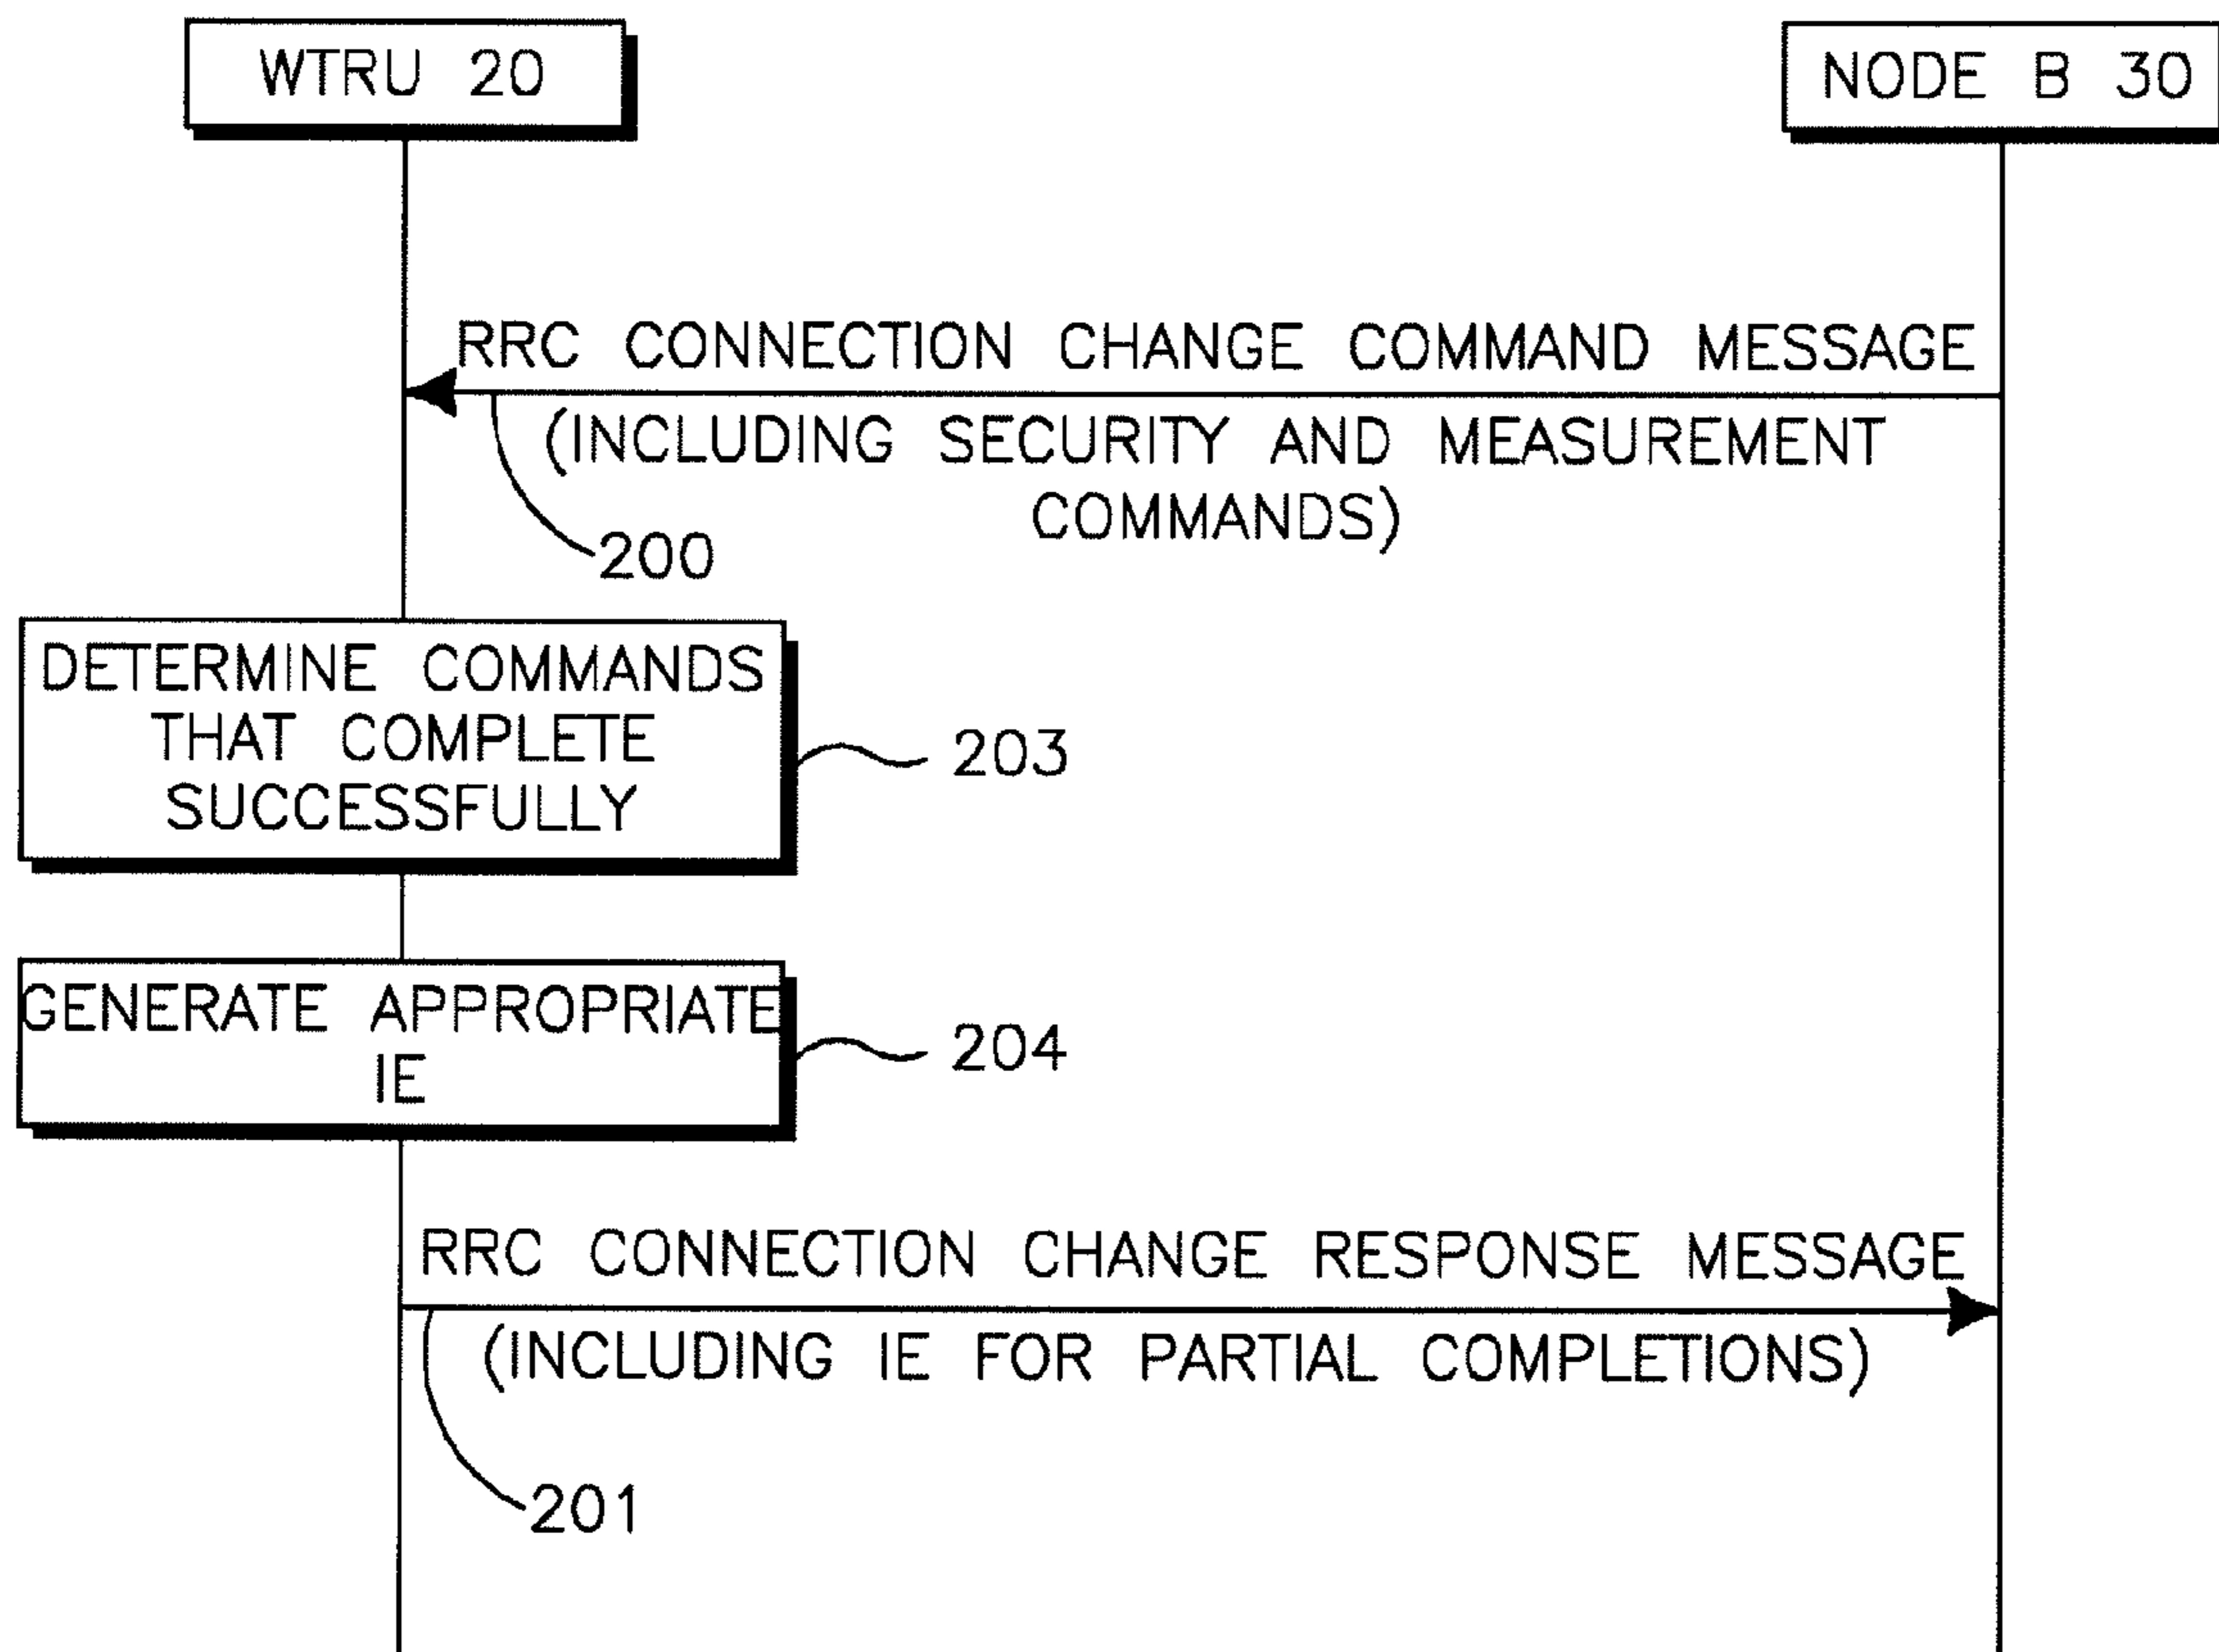 WTRU 20
NODE B 30
RRC CONNECTION CHANGE COMMAND MESSAGE
(INCLUDING SECURITY AND MEASUREMENT
COMMANDS)
200
DETERMINE COMMANDS
THAT COMPLETE
SUCCESSFULLY
203
GENERATE APPROPRIATE
IE
204
RRC CONNECTION CHANGE RESPONSE MESSAGE
(INCLUDING IE FOR PARTIAL COMPLETIONS)
201